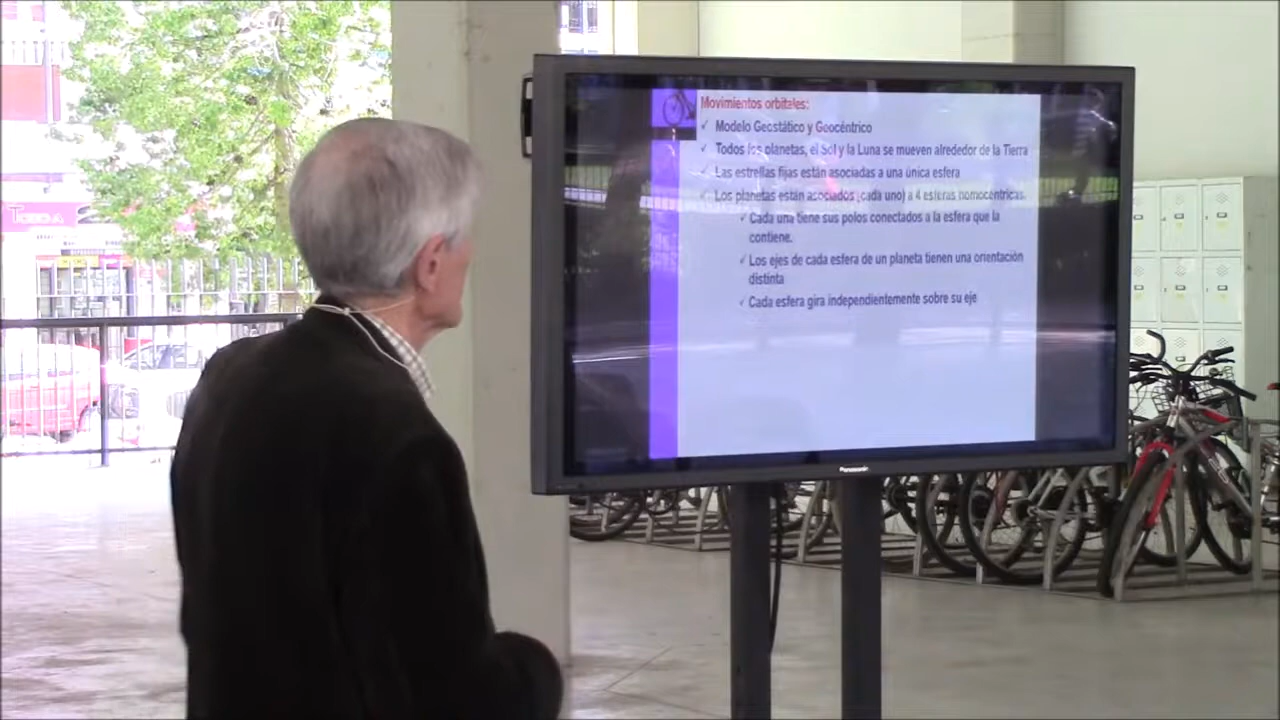 Movimientos orbitales:
✓ Modelo Geostático y Geocéntrico
✓ Todos los planetas, el Sol y la Luna se mueven alrededor de la Tierra
✓ Las estrellas fijas están asociadas a una única esfera
✓ Los planetas están asociados (cada uno) a 4 esferas homocéntricas.
✓ Cada una tiene sus polos conectados a la esfera que la
contiene.
✓ Los ejes de cada esfera de un planeta tienen una orientación
distinta
✓ Cada esfera gira independientemente sobre su eje
Panasonic